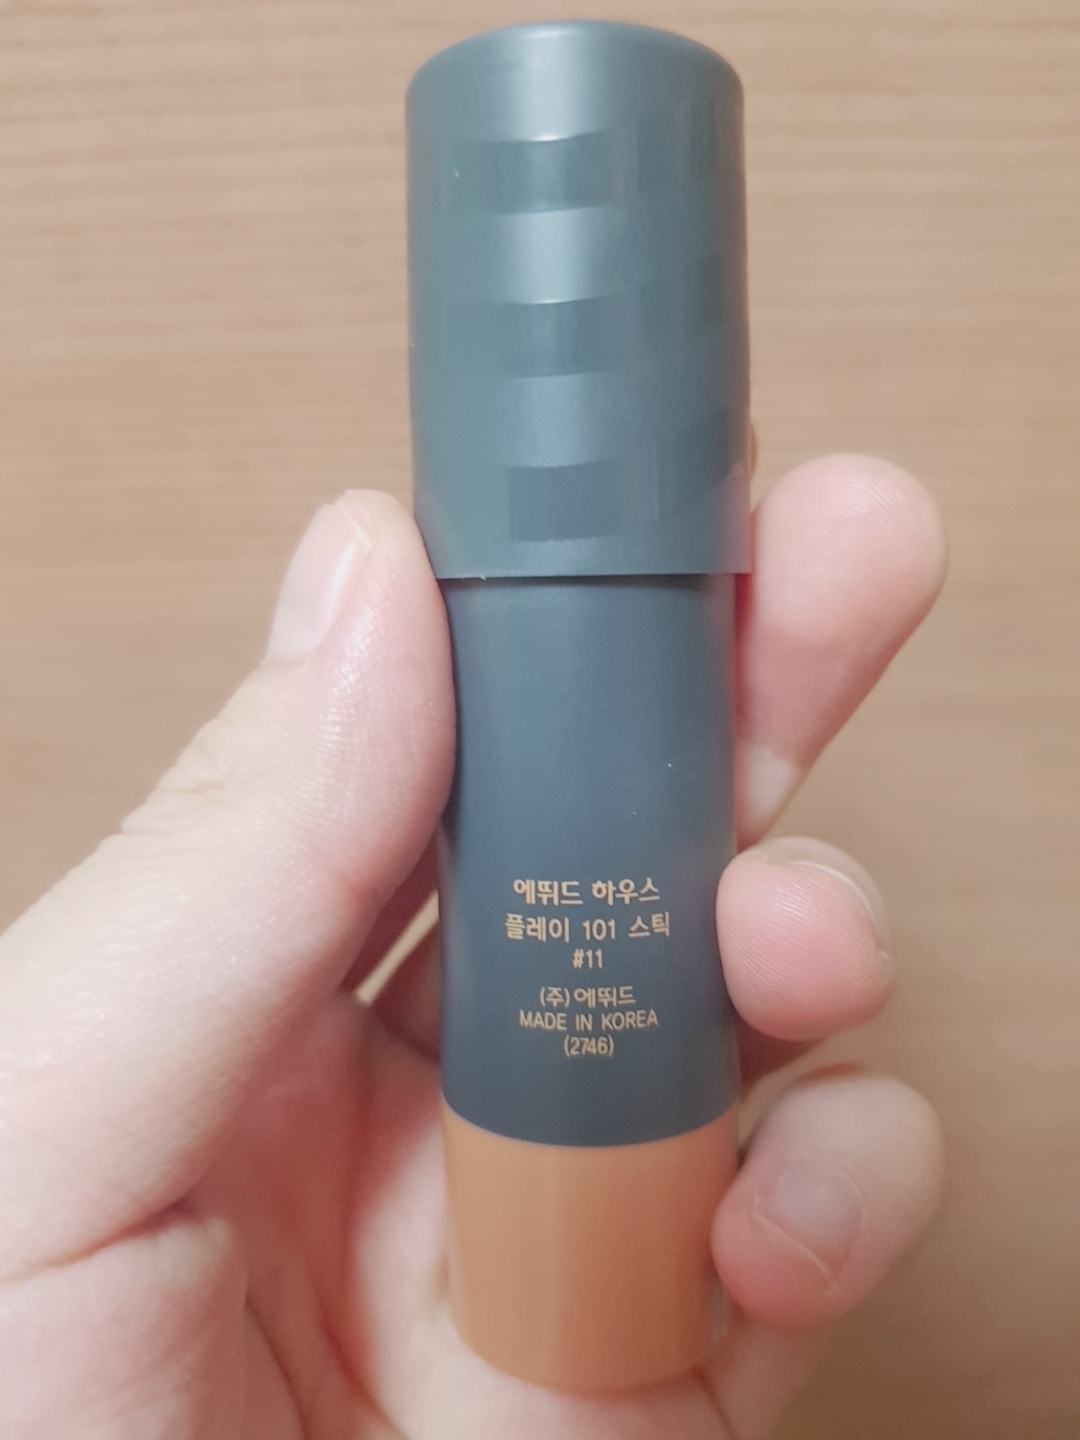 에뛰드 하우스
플레이 101 스틱
#11
(주)에뛰드
MADE IN KOREA
(2746)